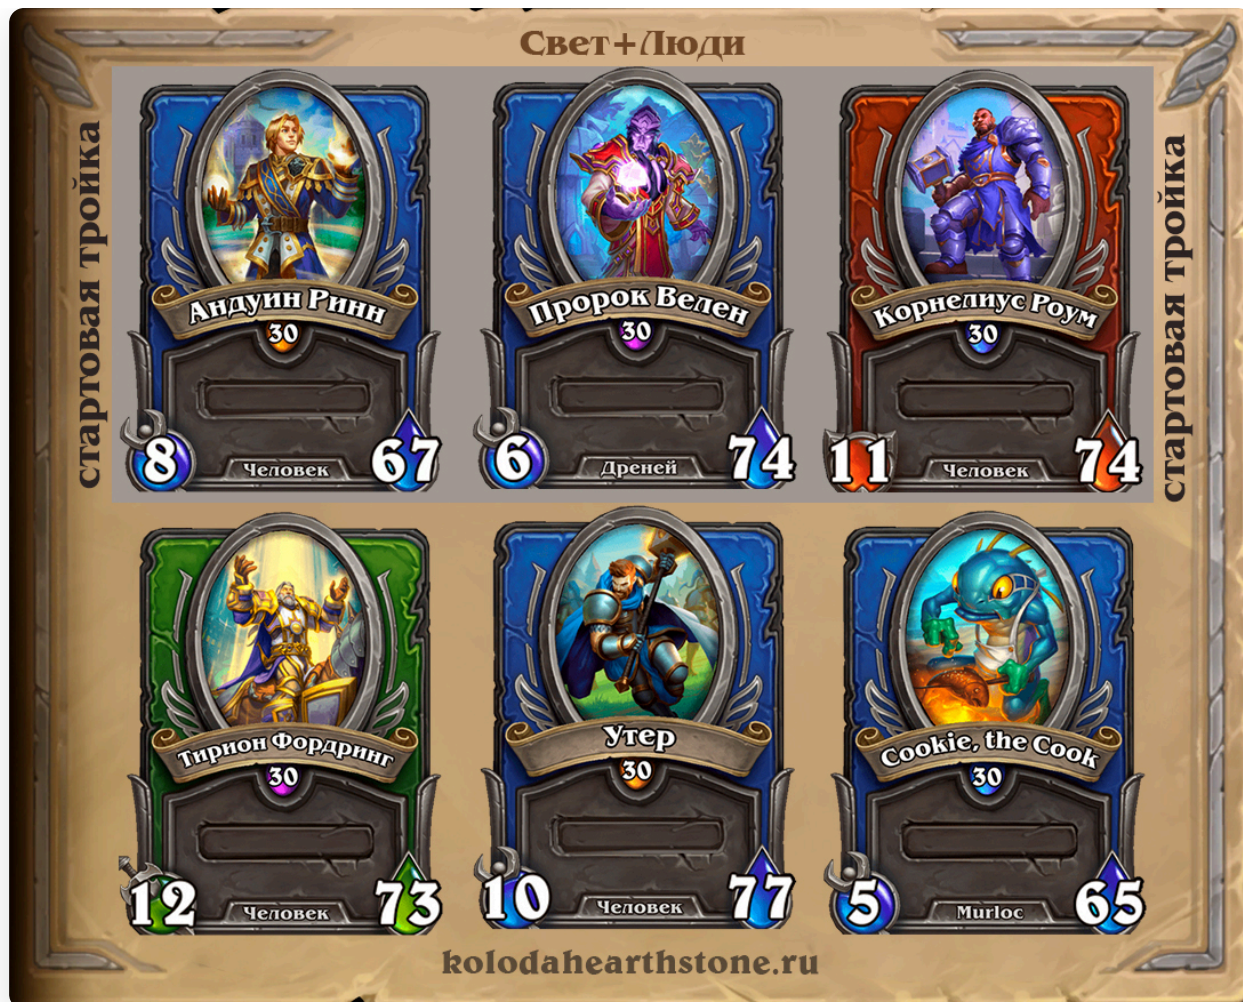 Свет+Люди
стартовая тройка
стартовая тройка
Андуин Ринн
30
8
Человек
67
Пророк Велен
30
6
Дреней
74
Корнелиус Роум
30
11
Человек
74
Тирион Фордринг
30
12
Человек
73
Утер
30
10
Человек
77
Cookie, the Cook
30
5
Murloc
65
kolodahearthstone.ru